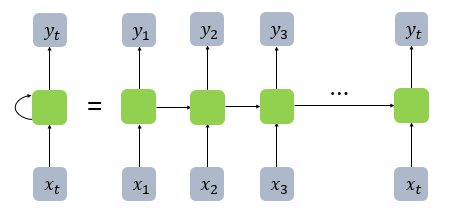 y_t y_1 y_2 y_3 y_t
= ...
x_t x_1 x_2 x_3 x_t